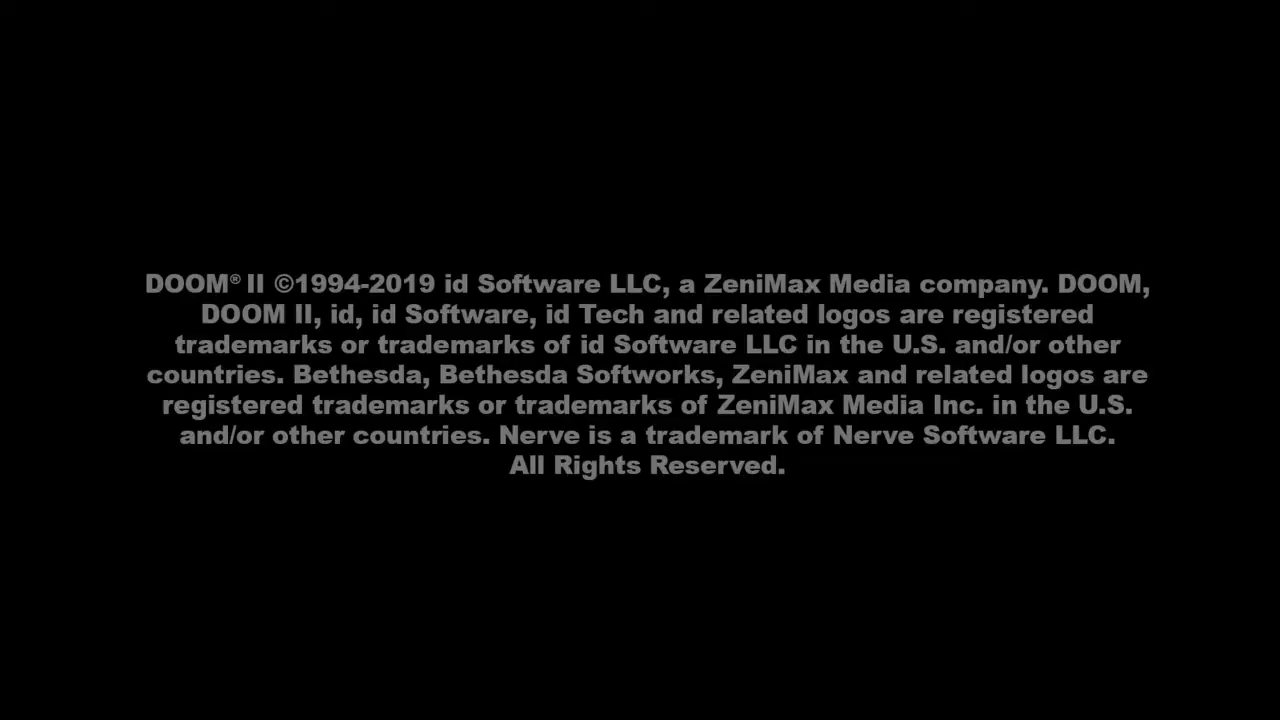 DOOM® II ©1994-2019 id Software LLC, a ZeniMax Media company. DOOM,
DOOM II, id, id Software, id Tech and related logos are registered
trademarks or trademarks of id Software LLC in the U.S. and/or other
countries. Bethesda, Bethesda Softworks, ZeniMax and related logos are
registered trademarks or trademarks of ZeniMax Media Inc. in the U.S.
and/or other countries. Nerve is a trademark of Nerve Software LLC.
All Rights Reserved.